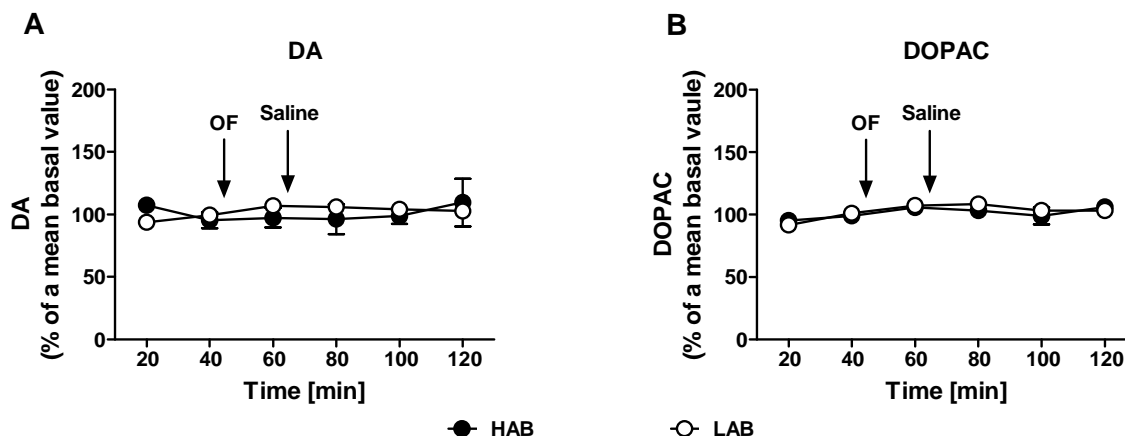 A
DA
DA
(% of a mean basal value)
200
150
100
50
0
OF
Saline
20 40 60 80 100 120
Time [min]
B
DOPAC
DOPAC
(% of a mean basal vaule)
200
150
100
50
0
OF
Saline
20 40 60 80 100 120
Time [min]
HAB LAB